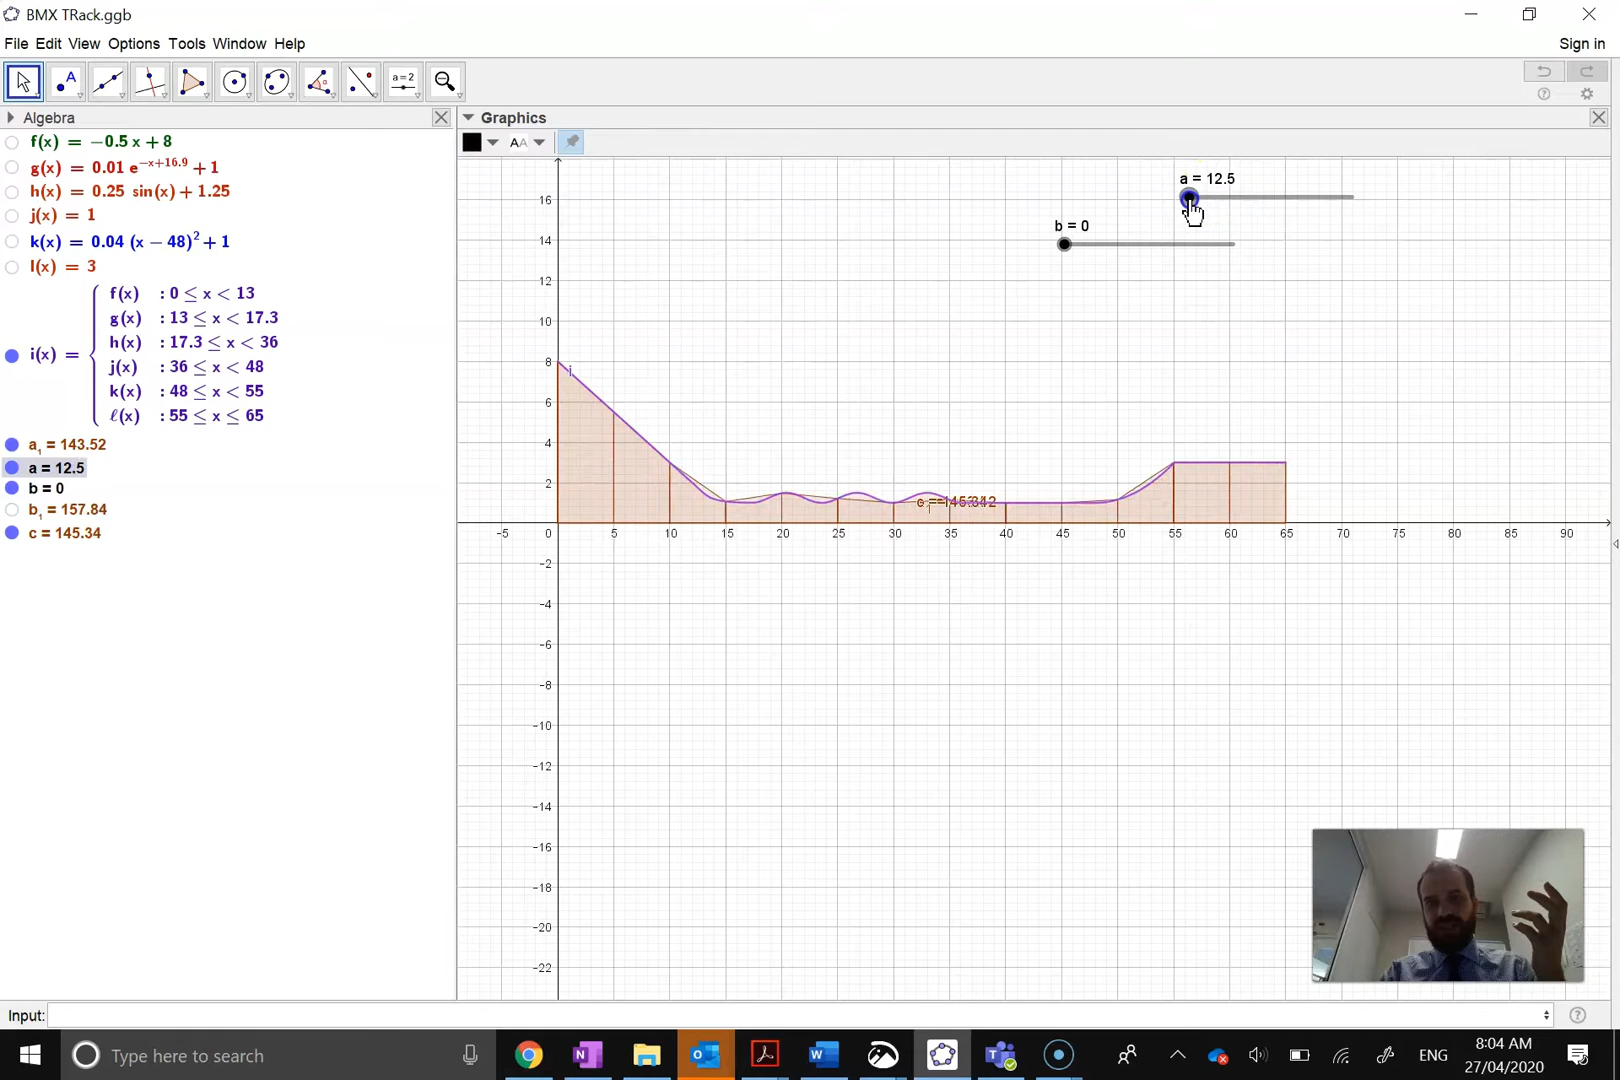 BMX TRack.ggb
File Edit View Options Tools Window Help
Sign in
A
a=2
Algebra
Graphics
AA
f(x) = −0.5 x + 8
g(x) = 0.01 e^−x+16.9 + 1
h(x) = 0.25 sin(x) + 1.25
j(x) = 1
k(x) = 0.04 (x − 48)² + 1
l(x) = 3
i(x) =
f(x) : 0 ≤ x < 13
g(x) : 13 ≤ x < 17.3
h(x) : 17.3 ≤ x < 36
j(x) : 36 ≤ x < 48
k(x) : 48 ≤ x < 55
ℓ(x) : 55 ≤ x ≤ 65
a₁ = 143.52
a = 12.5
b = 0
b₁ = 157.84
c = 145.34
a = 12.5
b = 0
16
14
12
10
8
i
6
4
2
-5 0 5 10 15 20 25 30 35 40 45 50 55 60 65 70 75 80 85 90
-2
-4
-6
-8
-10
-12
-14
-16
-18
-20
-22
Input:
Type here to search
ENG
8:04 AM
27/04/2020